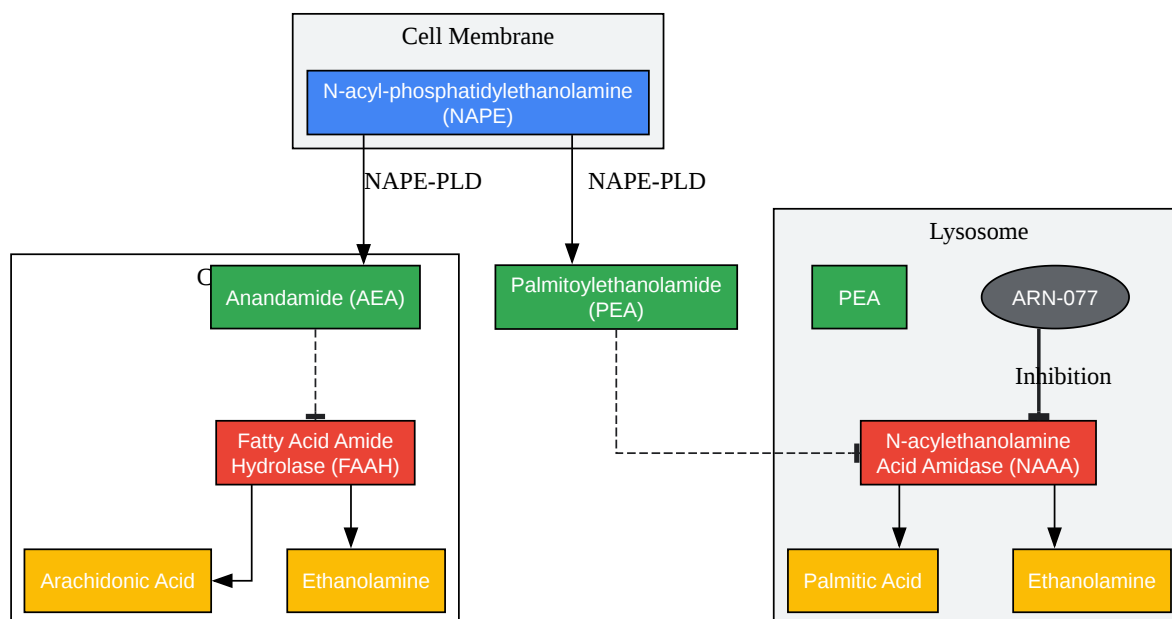 Cell Membrane
N-acyl-phosphatidylethanolamine
(NAPE)
NAPE-PLD
NAPE-PLD
Lysosome
Anandamide (AEA)
Palmitoylethanolamide
(PEA)
PEA
ARN-077
Inhibition
Fatty Acid Amide
Hydrolase (FAAH)
N-acylethanolamine
Acid Amidase (NAAA)
Arachidonic Acid
Ethanolamine
Palmitic Acid
Ethanolamine